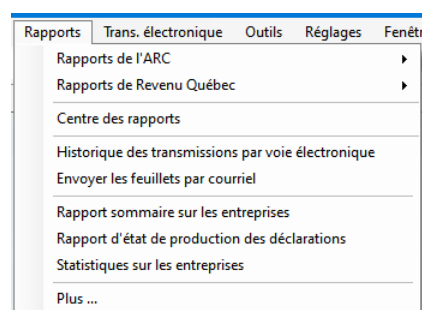 Rapports Trans. électronique Outils Réglages Fenêt
Rapports de l'ARC
Rapports de Revenu Québec
Centre des rapports
Historique des transmissions par voie électronique
Envoyer les feuillets par courriel
Rapport sommaire sur les entreprises
Rapport d'état de production des déclarations
Statistiques sur les entreprises
Plus ...